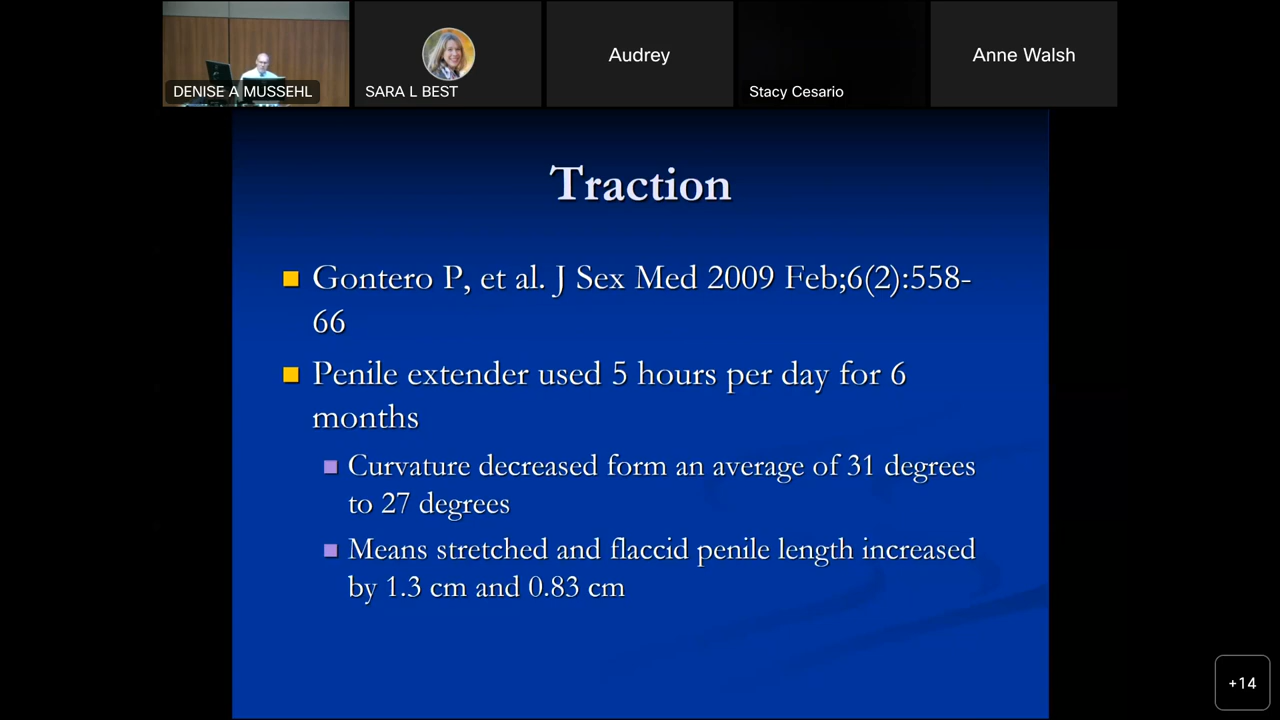 DENISE A MUSSEHL
SARA L BEST
Audrey
Stacy Cesario
Anne Walsh
Traction
Gontero P, et al. J Sex Med 2009 Feb;6(2):558-
66
Penile extender used 5 hours per day for 6
months
Curvature decreased form an average of 31 degrees
to 27 degrees
Means stretched and flaccid penile length increased
by 1.3 cm and 0.83 cm
+14